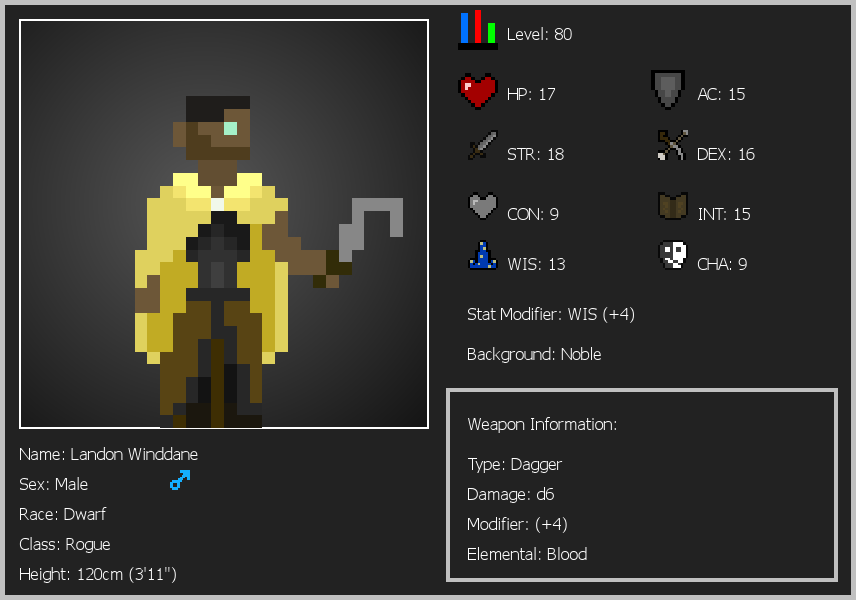 Level: 80
HP: 17
AC: 15
STR: 18
DEX: 16
CON: 9
INT: 15
WIS: 13
CHA: 9
Stat Modifier: WIS (+4)
Background: Noble
Weapon Information:
Type: Dagger
Damage: d6
Modifier: (+4)
Elemental: Blood
Name: Landon Winddane
Sex: Male
Race: Dwarf
Class: Rogue
Height: 120cm (3'11")